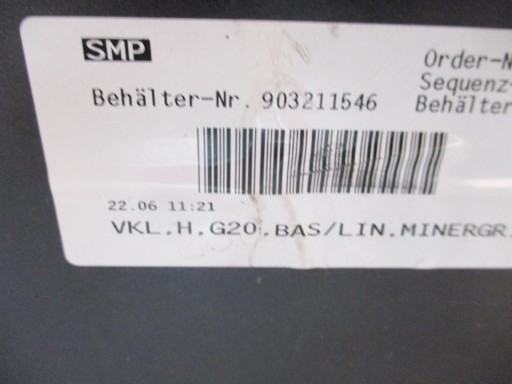 SMP
Order-N
Sequenz-
Behälter-Nr. 903211546
Behälter
22.06 11:21
VKL.H.G20.BAS/LIN.MINERGR.